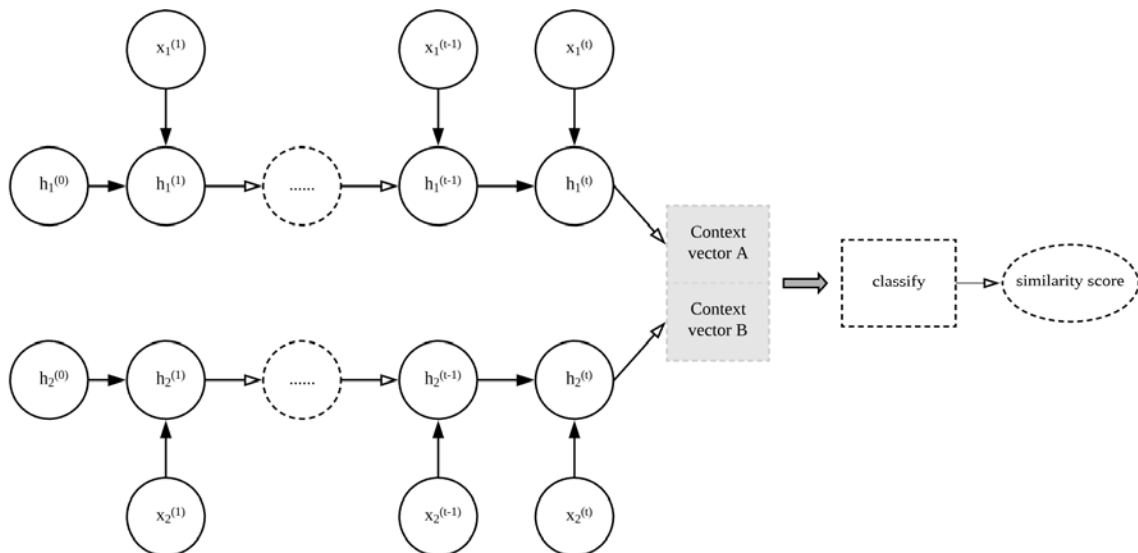 x₁⁽¹⁾ x₁⁽ᵗ⁻¹⁾ x₁⁽ᵗ⁾
h₁⁽⁰⁾ h₁⁽¹⁾ ...... h₁⁽ᵗ⁻¹⁾ h₁⁽ᵗ⁾
Context
vector A
classify similarity score
Context
vector B
h₂⁽⁰⁾ h₂⁽¹⁾ ...... h₂⁽ᵗ⁻¹⁾ h₂⁽ᵗ⁾
x₂⁽¹⁾ x₂⁽ᵗ⁻¹⁾ x₂⁽ᵗ⁾